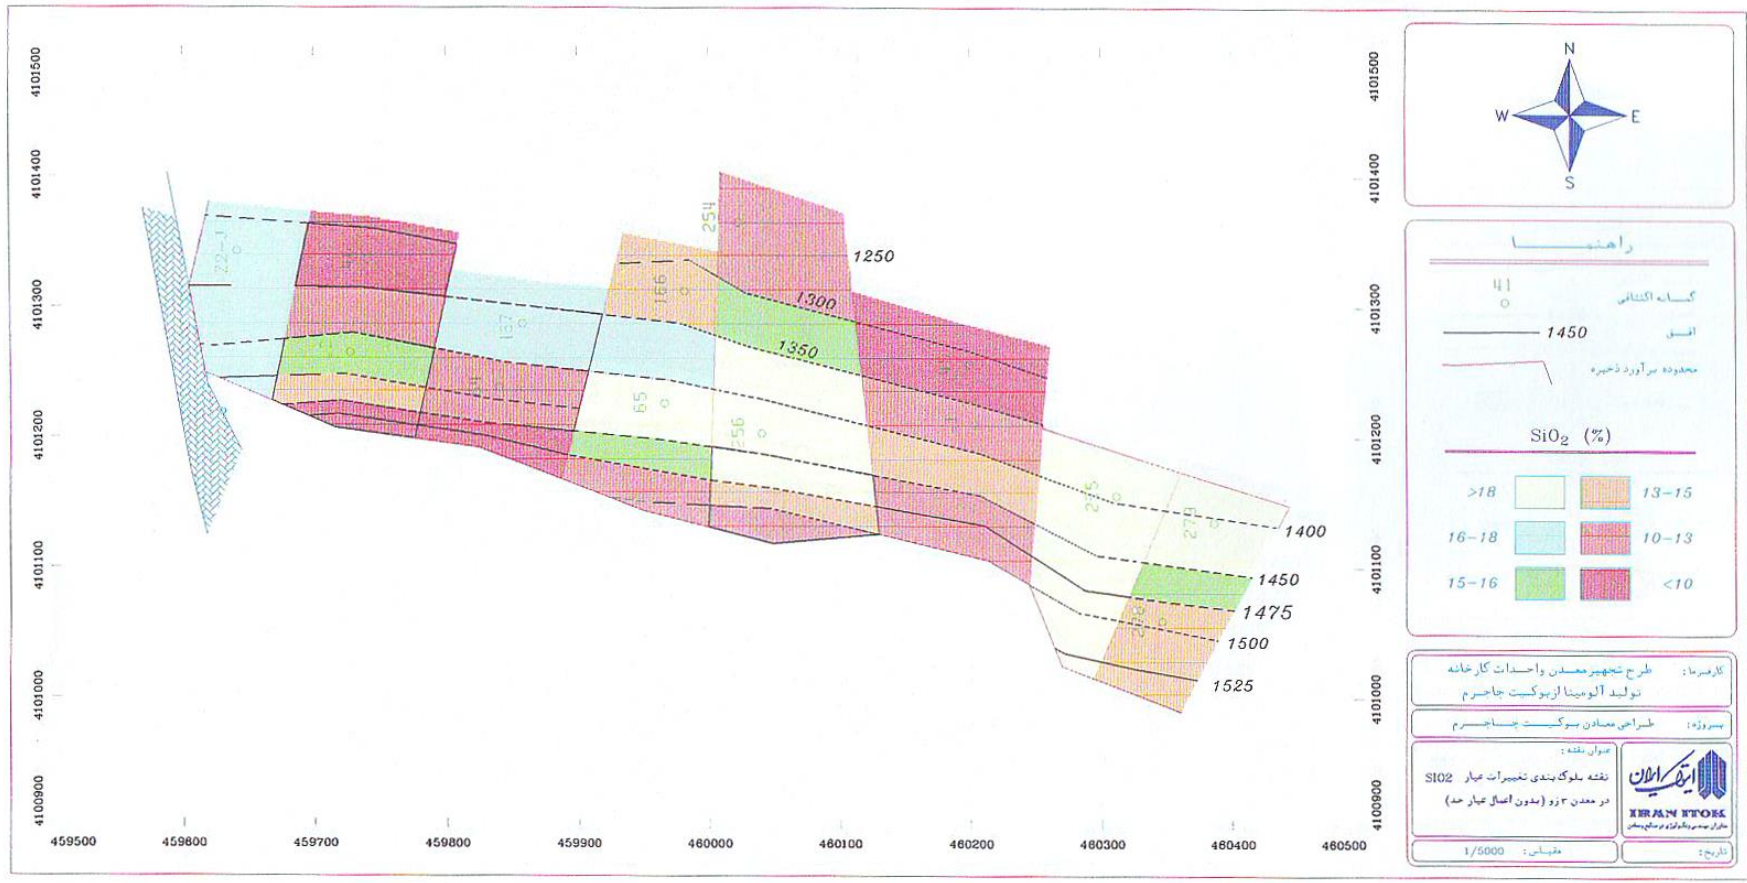 4101500
4101400
4101300
4101200
4101100
4101000
4100900
254
166
167
65
256
1250
1300
1350
1400
1450
1475
1500
1525
4101500
4101400
4101300
4101200
4101100
4101000
4100900
459500 459600 459700 459800 459900 460000 460100 460200 460300 460400 460500
N
W E
S
راهنما
41
گمانه اکتشافی
1450 افق
محدوده برآورد ذخیره
SiO₂ (%)
>18 13-15
16-18 10-13
15-16 <10
کارفرما: طرح تجهیز معدن و احداث کارخانه
تولید آلومینا از بوکسیت جاجرم
پروژه: طراحی معادن بوکسیت جاجرم
عنوان نقشه:
نقشه بلوک بندی تغییرات عیار SIO2
در معدن ۳ زو (بدون اعمال عیار حد)
ایتوک ایران
IRAN ITOK
مقیاس: 1/5000
تاریخ: